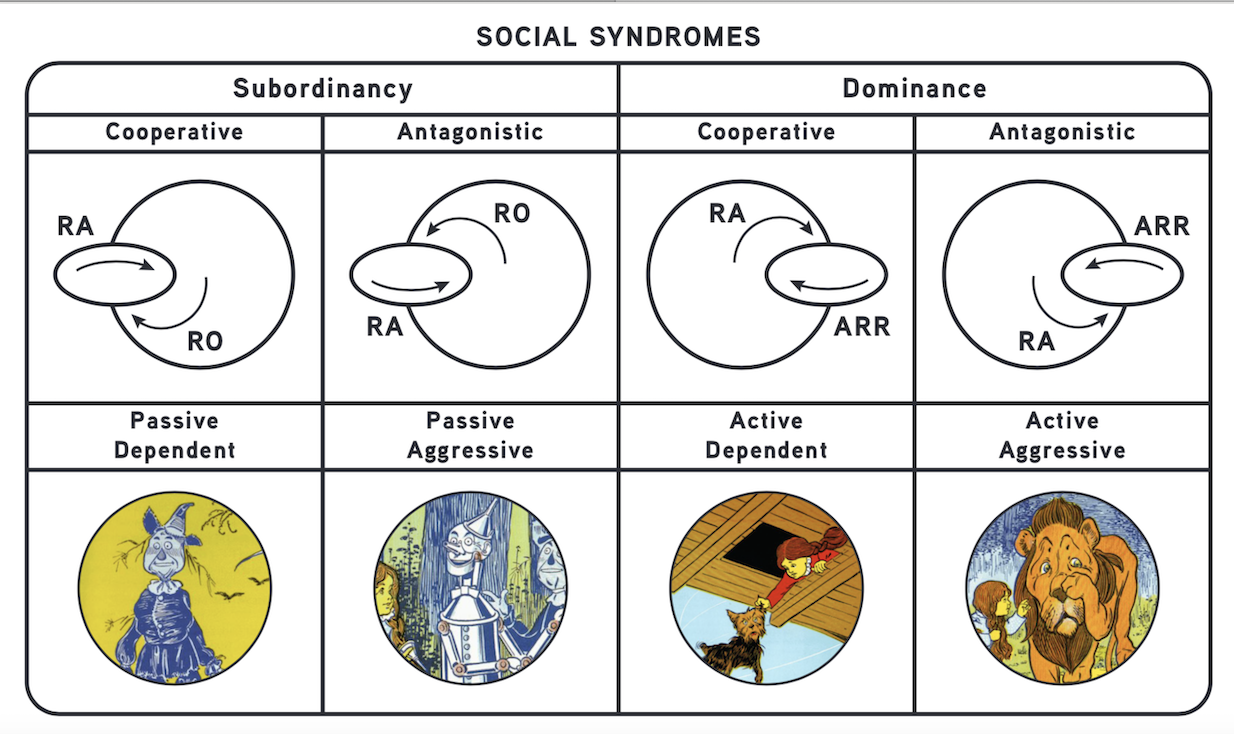 SOCIAL SYNDROMES
Subordinancy
Dominance
Cooperative
Antagonistic
Cooperative
Antagonistic
RA
RO
RO
RA
RA
ARR
ARR
RA
Passive
Dependent
Passive
Aggressive
Active
Dependent
Active
Aggressive